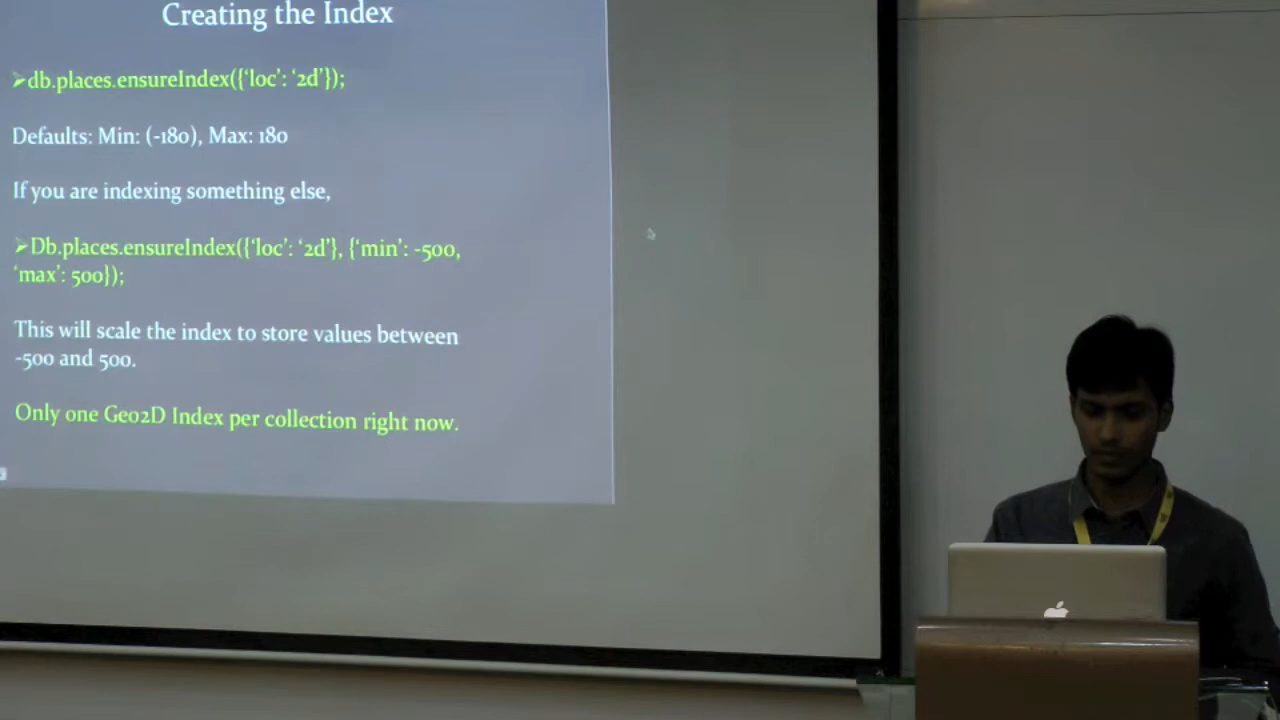 Creating the Index
➢db.places.ensureIndex({‘loc’: ‘2d’});
Defaults: Min: (-180), Max: 180
If you are indexing something else,
➢Db.places.ensureIndex({‘loc’: ‘2d’}, {‘min’: -500,
‘max’: 500});
This will scale the index to store values between
-500 and 500.
Only one Geo2D Index per collection right now.